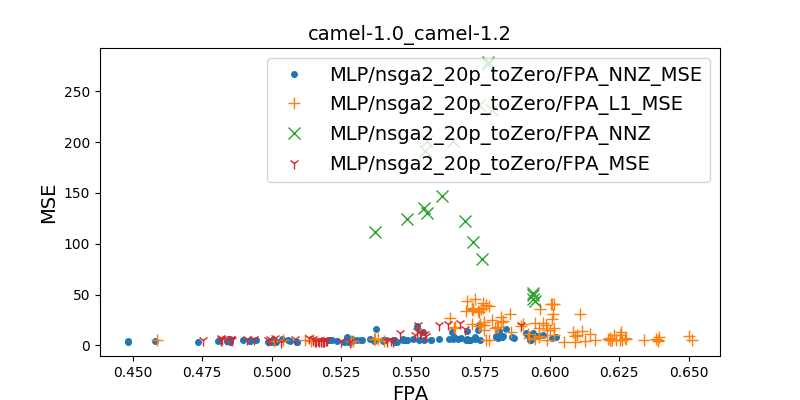 camel-1.0_camel-1.2
MLP/nsga2_20p_toZero/FPA_NNZ_MSE
MLP/nsga2_20p_toZero/FPA_L1_MSE
MLP/nsga2_20p_toZero/FPA_NNZ
MLP/nsga2_20p_toZero/FPA_MSE
MSE
250
200
150
100
50
0
0.450 0.475 0.500 0.525 0.550 0.575 0.600 0.625 0.650
FPA